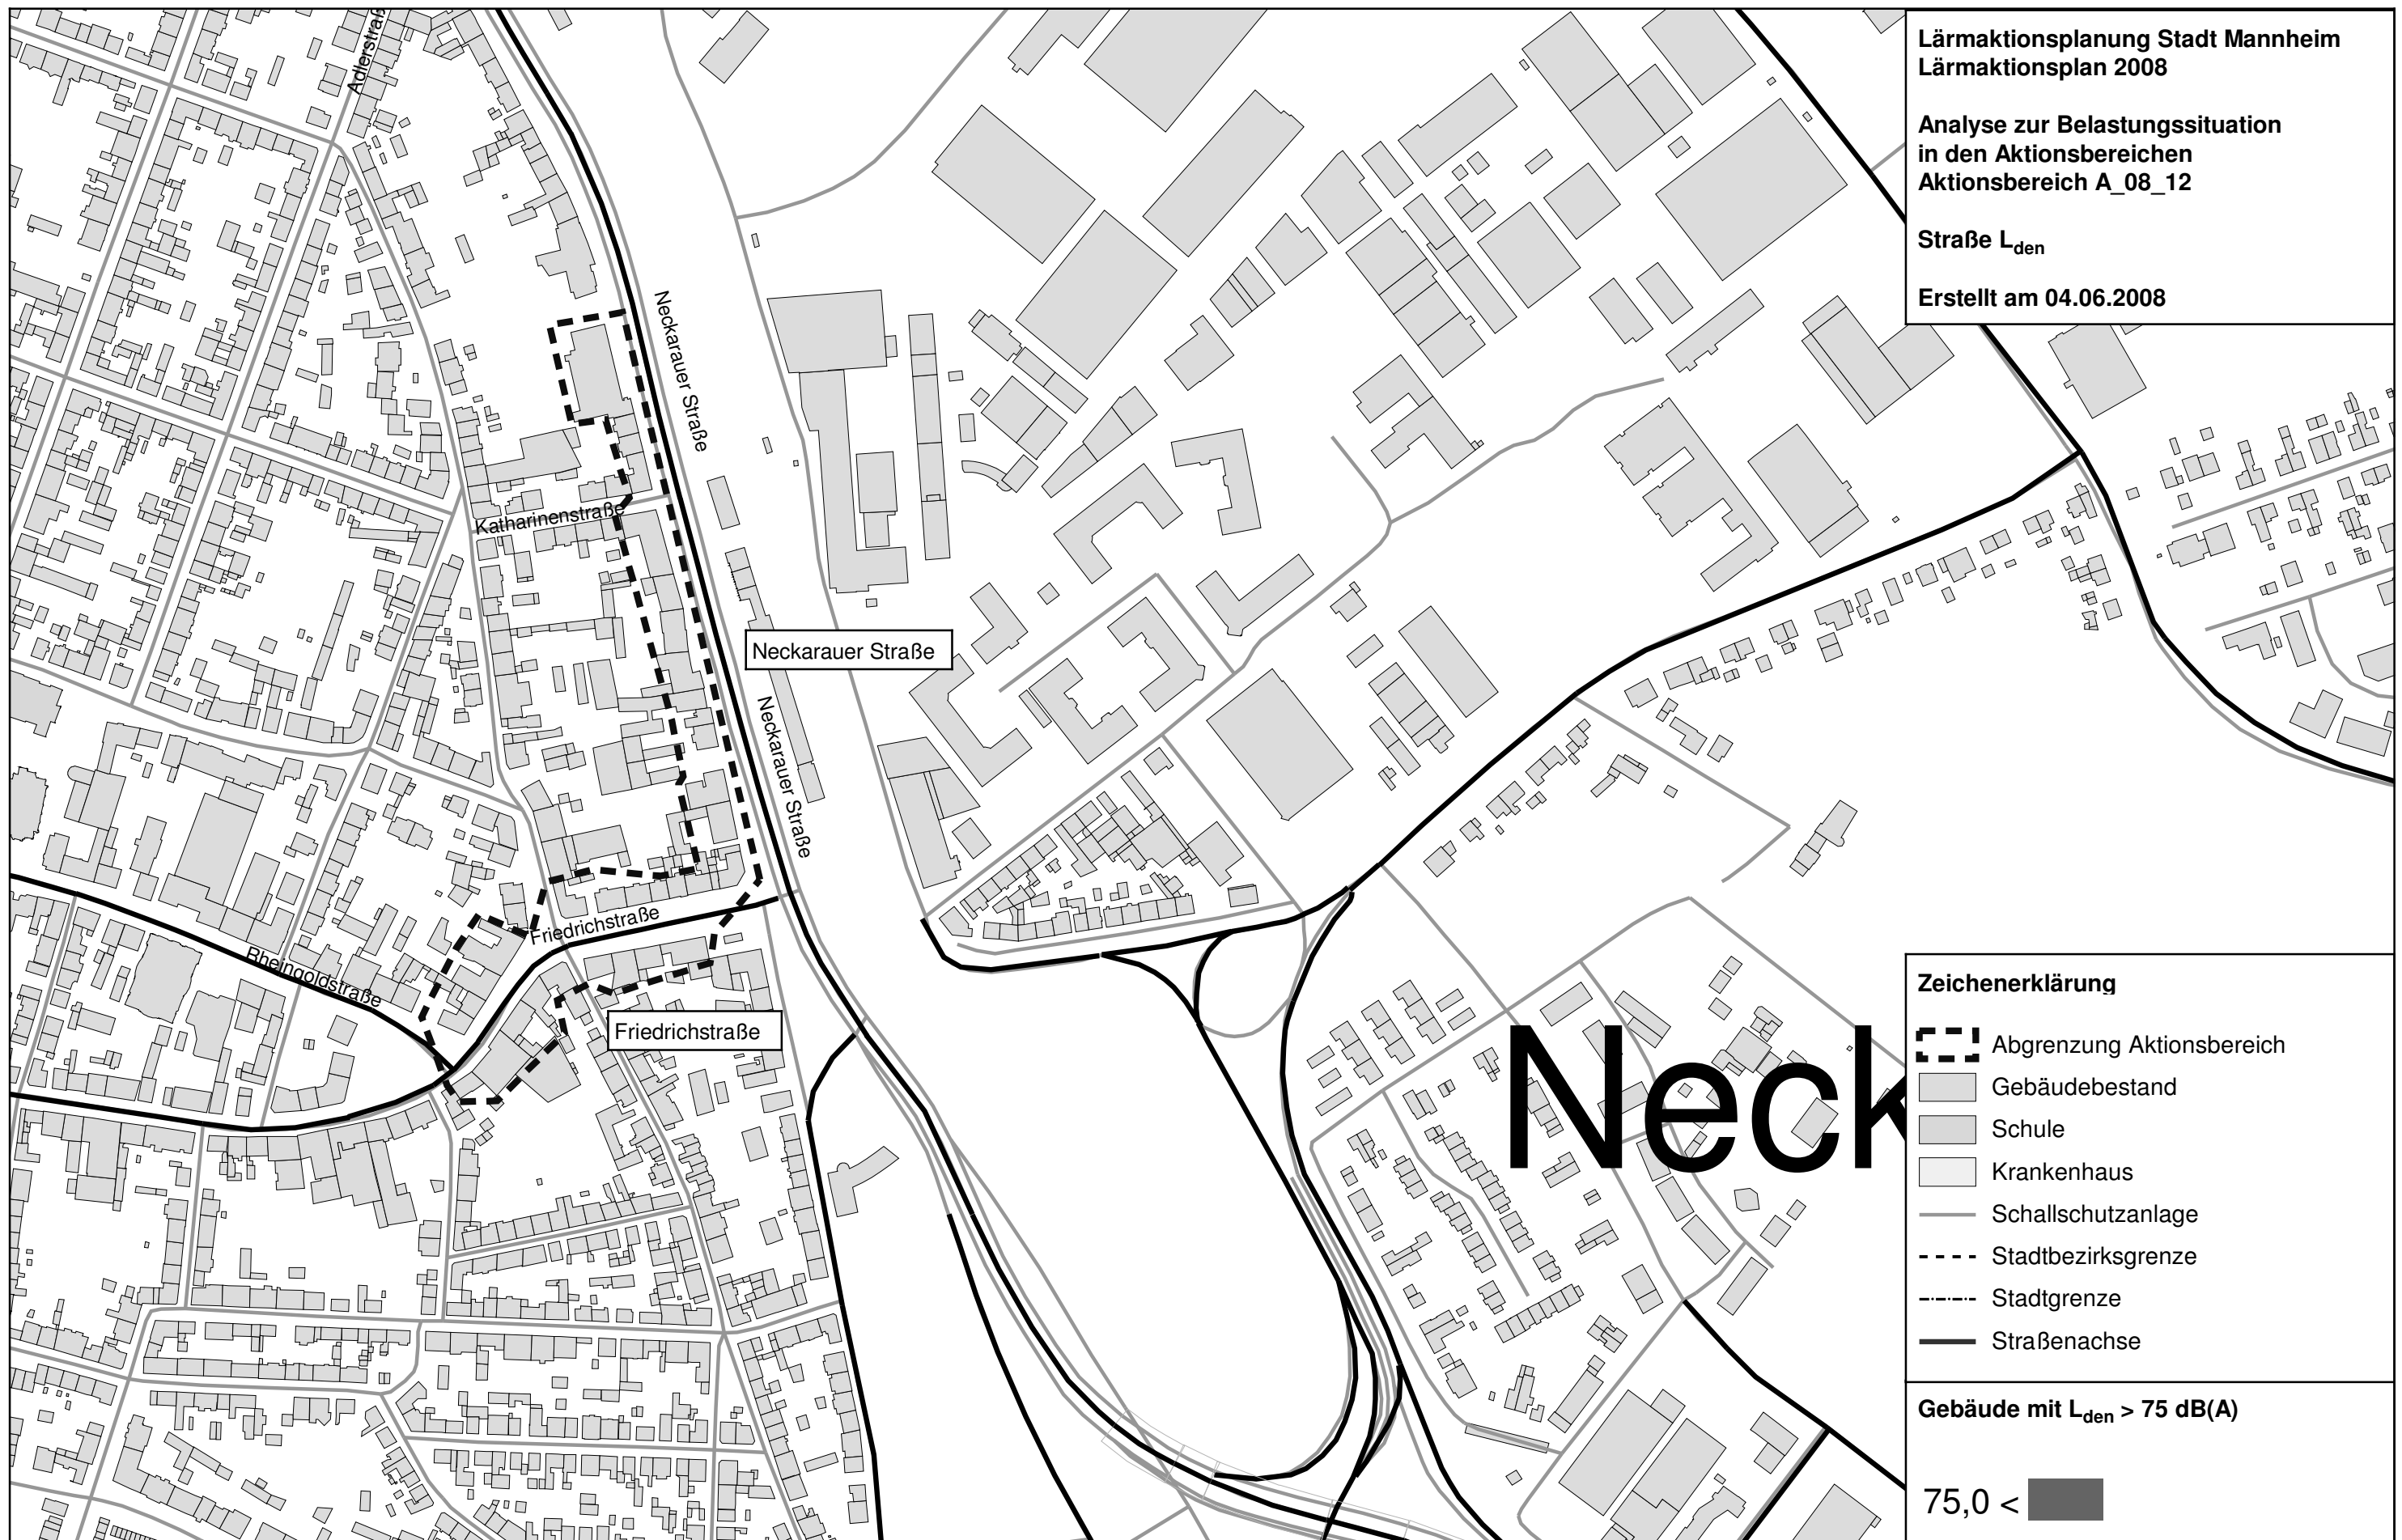 Lärmaktionsplanung Stadt Mannheim
Lärmaktionsplan 2008
Analyse zur Belastungssituation
in den Aktionsbereichen
Aktionsbereich A_08_12
Straße Lden
Erstellt am 04.06.2008
Adlerstraß
Neckarauer Straße
Katharinenstraße
Neckarauer Straße
Neckarauer Straße
Friedrichstraße
Rheingoldstraße
Friedrichstraße
Neck
Zeichenerklärung
Abgrenzung Aktionsbereich
Gebäudebestand
Schule
Krankenhaus
Schallschutzanlage
Stadtbezirksgrenze
Stadtgrenze
Straßenachse
Gebäude mit Lden > 75 dB(A)
75,0 <